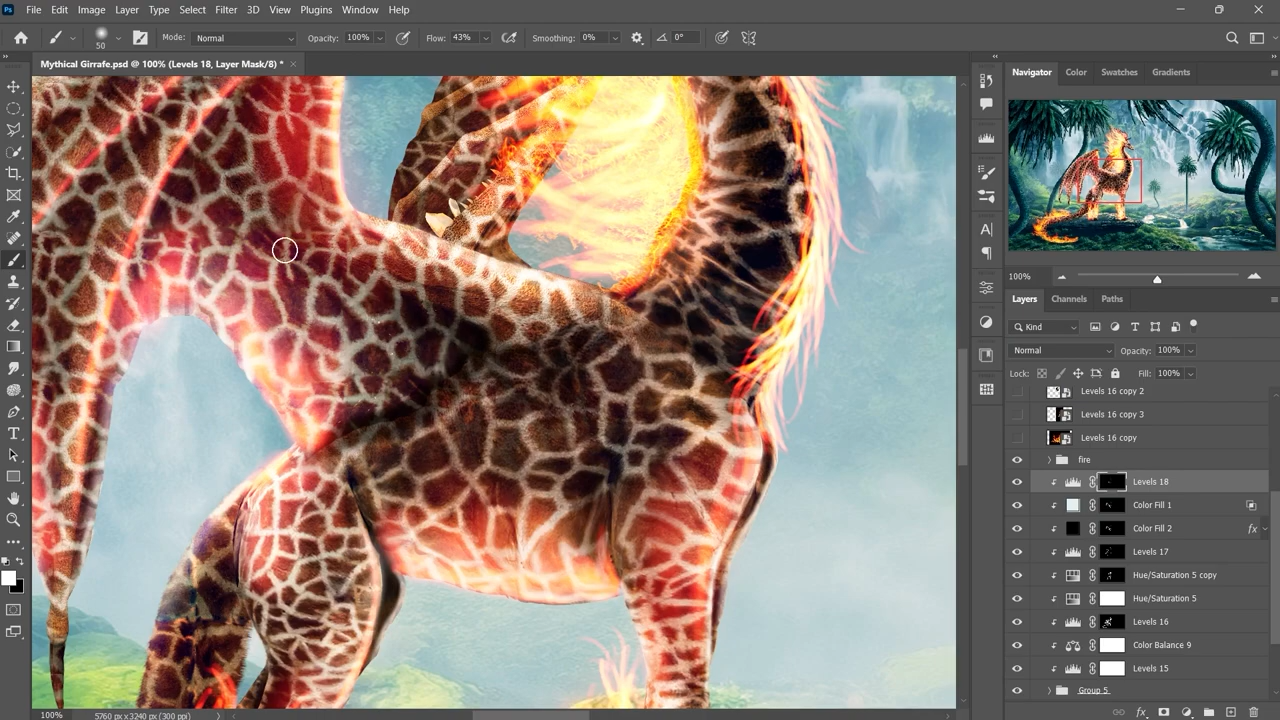 Ps File Edit Image Layer Type Select Filter 3D View Plugins Window Help
50 Mode: Normal Opacity: 100% Flow: 43% Smoothing: 0% 0°
Mythical Girrafe.psd @ 100% (Levels 18, Layer Mask/8) * ×
Navigator Color Swatches Gradients
100%
Layers Channels Paths
Kind
Normal Opacity: 100%
Lock: Fill: 100%
Levels 16 copy 2
Levels 16 copy 3
Levels 16 copy
fire
Levels 18
Color Fill 1
Color Fill 2 fx
Levels 17
Hue/Saturation 5 copy
Hue/Saturation 5
Levels 16
Color Balance 9
Levels 15
Group 5
fx
100% 5760 px x 3240 px (300 ppi)